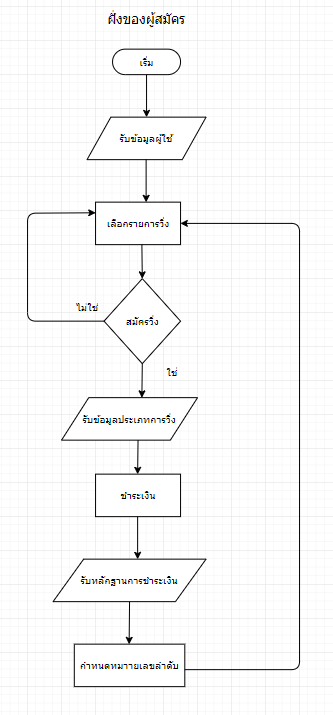 ฝั่งของผู้สมัคร
เริ่ม
รับข้อมูลผู้ใช้
เลือกรายการวิ่ง
ไม่ใช่
สมัครวิ่ง
ใช่
รับข้อมูลประเภทการวิ่ง
ชำระเงิน
รับหลักฐานการชำระเงิน
กำหนดหมาายเลขลำดับ